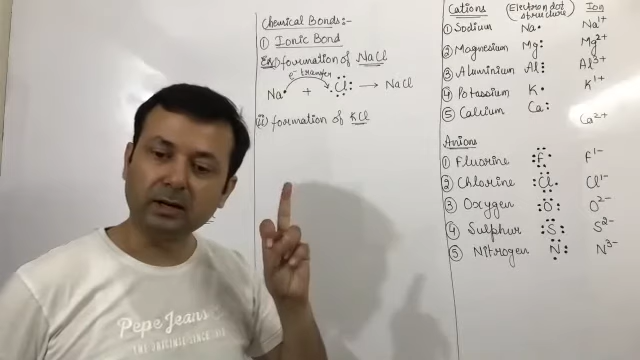 Chemical Bonds:-
① Ionic Bond
Ex(i) formation of NaCl
e⁻ transfer
Na• + :Cl: → NaCl
(ii) formation of KCl
Cations (Electron dot structure) Ion
① Sodium Na• Na¹⁺
② Magnesium Mg: Mg²⁺
③ Aluminium Al⋮ Al³⁺
④ Potassium K• K¹⁺
⑤ Calcium Ca: Ca²⁺
Anions
① Fluorine :F• F¹⁻
② Chlorine :Cl• Cl¹⁻
③ Oxygen :O: O²⁻
④ Sulphur :S: S²⁻
⑤ Nitrogen N: N³⁻
Pepe Jeans